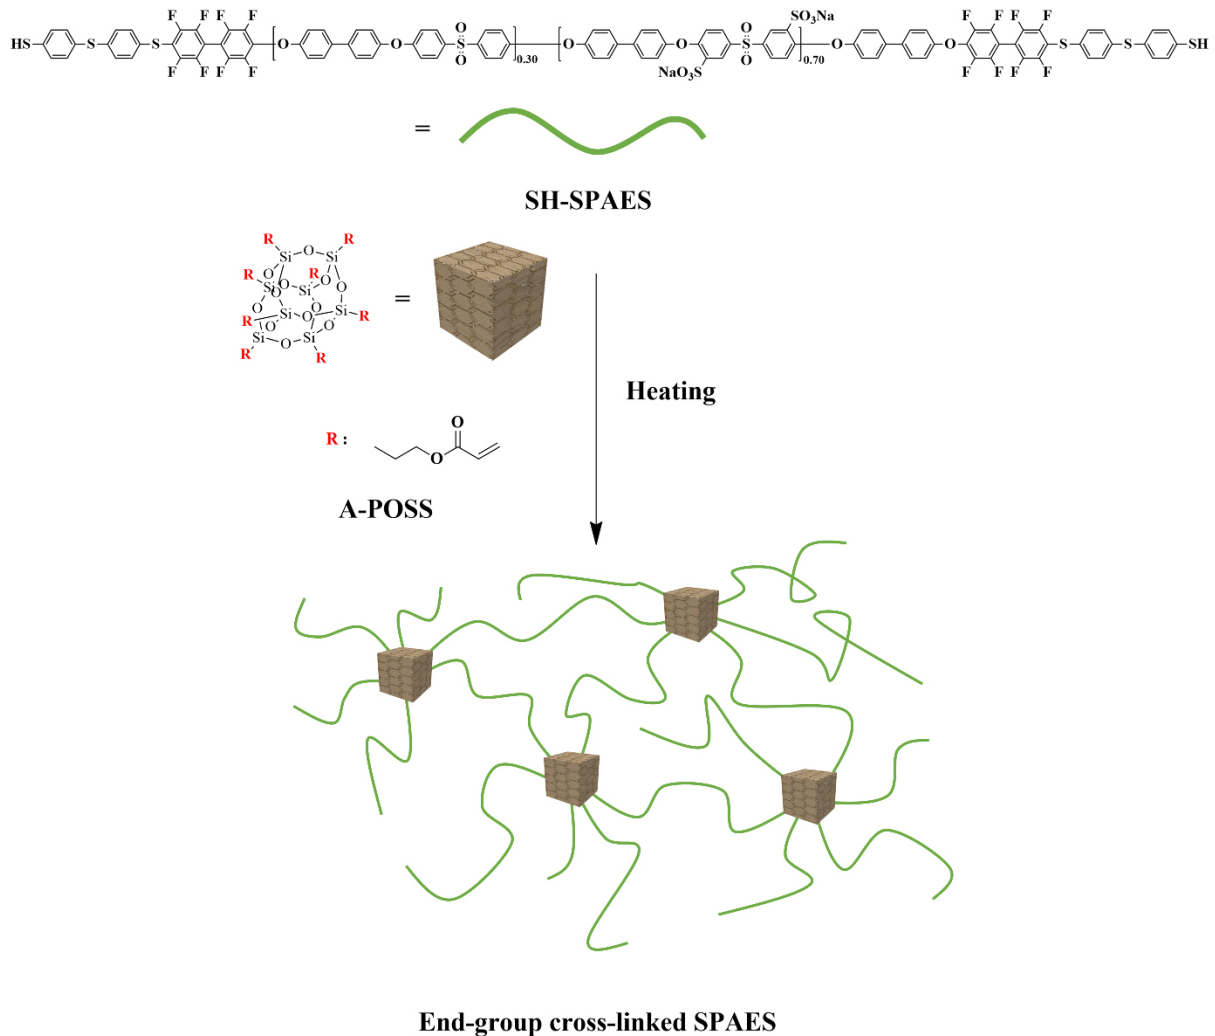 F F F F F F F F SO3Na
HS S S O O S O O 0.30 O O S O O 0.70 O O S S SH
F F F F NaO3S F F F F
=
SH-SPAES
R R R R R R R R
Si O Si O Si O Si O Si O Si O Si O Si
=
Heating
R : O O
A-POSS
End-group cross-linked SPAES